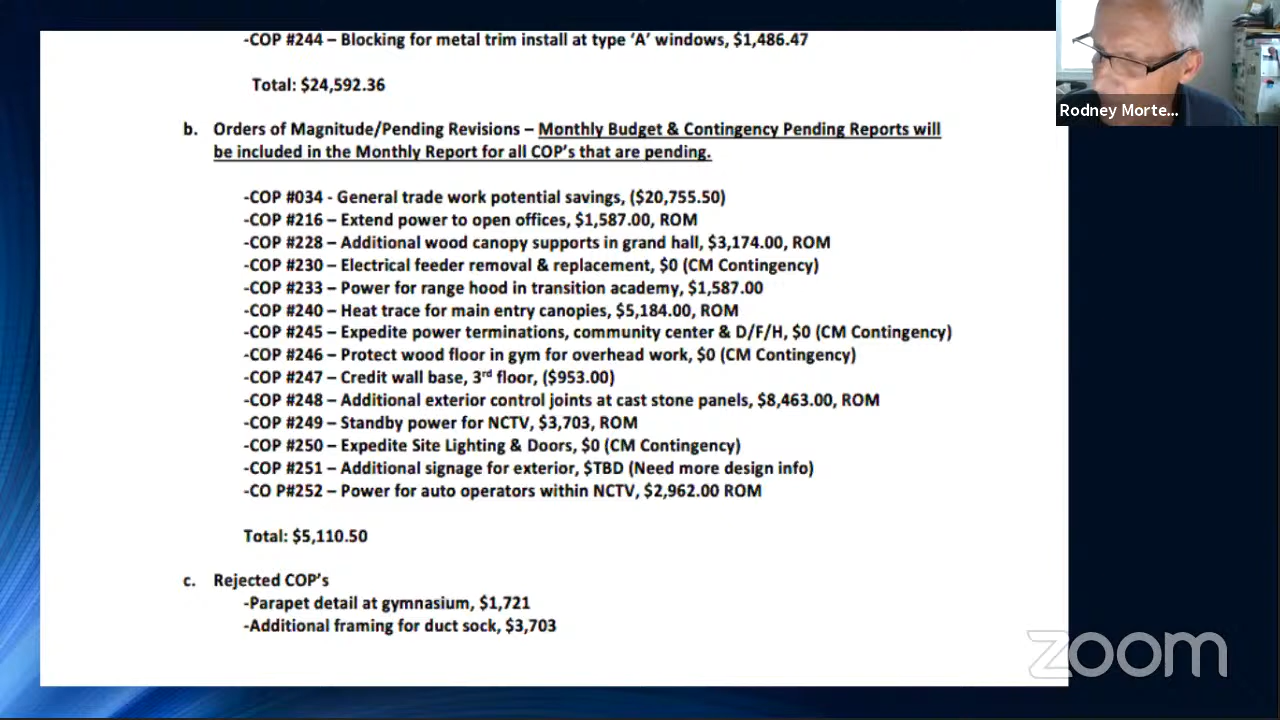 -COP #244 – Blocking for metal trim install at type 'A' windows, $1,486.47
Total: $24,592.36
b. Orders of Magnitude/Pending Revisions – Monthly Budget & Contingency Pending Reports will
be included in the Monthly Report for all COP's that are pending.
-COP #034 - General trade work potential savings, ($20,755.50)
-COP #216 – Extend power to open offices, $1,587.00, ROM
-COP #228 – Additional wood canopy supports in grand hall, $3,174.00, ROM
-COP #230 – Electrical feeder removal & replacement, $0 (CM Contingency)
-COP #233 – Power for range hood in transition academy, $1,587.00
-COP #240 – Heat trace for main entry canopies, $5,184.00, ROM
-COP #245 – Expedite power terminations, community center & D/F/H, $0 (CM Contingency)
-COP #246 – Protect wood floor in gym for overhead work, $0 (CM Contingency)
-COP #247 – Credit wall base, 3rd floor, ($953.00)
-COP #248 – Additional exterior control joints at cast stone panels, $8,463.00, ROM
-COP #249 – Standby power for NCTV, $3,703, ROM
-COP #250 – Expedite Site Lighting & Doors, $0 (CM Contingency)
-COP #251 – Additional signage for exterior, $TBD (Need more design info)
-CO P#252 – Power for auto operators within NCTV, $2,962.00 ROM
Total: $5,110.50
c. Rejected COP's
-Parapet detail at gymnasium, $1,721
-Additional framing for duct sock, $3,703
Rodney Morte...
zoom